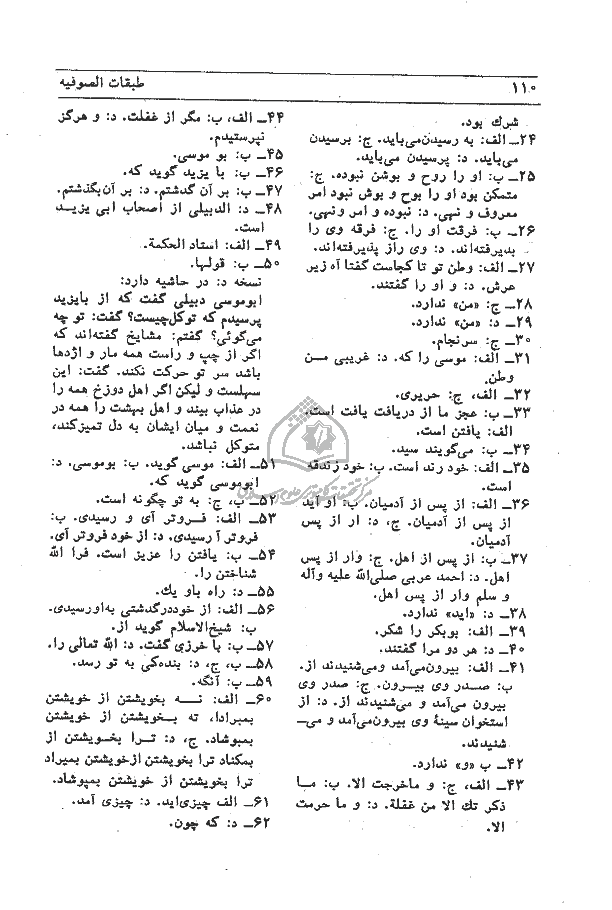 ۱۱۰
طبقات الصوفیه
شرك بود.
۲۴ـ الف: به رسیدن‌می‌باید. ج: برسیدن
می‌باید. د: پرسیدن می‌باید.
۲۵ـ ب: او را روح و بوشن نبوده. ج:
متمکن بود او را بوح و بوش نبود امر
معروف و نهی. د: نبوده و امر ونهی.
۲۶ـ ب: فرقت او را. ج: فرقه وی را
بدیرفته‌اند. د: وی راز پذیرفته‌اند.
۲۷ـ الف: وطن تو تا کجاست گفتا آه زیر
عرش. د: و او را گفتند.
۲۸ـ ج: «من» ندارد.
۲۹ـ د: «من» ندارد.
۳۰ـ ج: سرنجام.
۳۱ـ الف: موسی را که. د: غریبی مـن
وطن.
۳۲ـ الف، ج: حریری.
۳۳ـ ب: عجز ما از دریافت یافت است.
الف: یافتن است.
۳۴ـ ب: می‌گویند سید.
۳۵ـ الف: خود رند است. ب: خود زندقه
است.
۳۶ـ الف: از پس از آدمیان. ب: او آید
از پس از آدمیان. ج، د: ار از پس
آدمیان.
۳۷ـ ب: از پس از اهل. ج: وار از پس
اهل. د: احمد عربی صلی‌الله علیه وآله
و سلم وار از پس اهل.
۳۸ـ د: «اید» ندارد.
۳۹ـ الف: بوبکر را شکر.
۴۰ـ د: هر دو مرا گفتند.
۴۱ـ الف: بیرون‌می‌آمد ومی‌شنیدند از.
ب: صـدر وی بیـرون. ج: صدر وی
بیرون می‌آمد و می‌شنیدند از. د: از
استخوان سینهٔ وی بیرون‌می‌آمد و می‌ـ
شنیدند.
۴۲ـ ب «و» ندارد.
۴۳ـ الف، ج: و ماخرجت الا. ب: مـا
ذکر تك الا من غفلة. د: و ما حرمت
الا.
۴۴ـ الف، ب: مگر از غفلت. د: و هرگز
نپرستیدم.
۴۵ـ ب: بو موسی.
۴۶ـ ب: با یزید گوید که.
۴۷ـ ب: بر آن گدشتم. د: بر آن‌بگذشتم.
۴۸ـ د: الدبیلی از أصحاب ابی یزیـد
است.
۴۹ـ الف: استاد الحکمة.
۵۰ـ ب: قولها.
نسخه د: در حاشیه دارد:
ابوموسی دبیلی گفت که از بایزید
پرسیدم که توکل‌چیست؟ گفت: تو چه
می‌گوئی؟ گفتم: مشایخ گفته‌اند که
اگر از چپ و راست همه مار و اژدها
باشد سر تو حرکت نکند. گفت: این
سهلست و لیکن اگر اهل دوزخ همه را
در عذاب بیند و اهل بهشت را همه در
نعمت و میان ایشان به دل تمیزکند،
متوکل نباشد.
۵۱ـ الف: موسی گوید. ب: بوموسی. د:
ابوموسی گوید که.
۵۲ـ ب، ج: به تو چگونه است.
۵۳ـ الف: فـروتر آی و رسیدی. ب:
فروتر آ رسیدی. د: از خود فروتر آی.
۵۴ـ ب: یافتن را عزیز است. فرا الله
شناختن را.
۵۵ـ د: راه باو یك.
۵۶ـ الف: از خوددرگدشتی به‌اورسیدی.
ب: شیخ‌الاسلام گوید از.
۵۷ـ ب: با خرزی گفت. د: الله تعالی را.
۵۸ـ ب، ج، د: بنده‌کی به تو رسد.
۵۹ـ ب: آنگه.
۶۰ـ الف: تـــه بخویشتن از خویشتن
بمیرادا، ته بـخویشتن از خویشتن
بمپوشاد. ج، د: تـرا بخـویشتن از
بمکناد ترا بخویشتن ازخویشتن بمیراد
ترا بخویشتن از خویشتن بمپوشاد.
۶۱ـ الف چیزی‌اید. د: چیزی آمد.
۶۲ـ د: که چون.